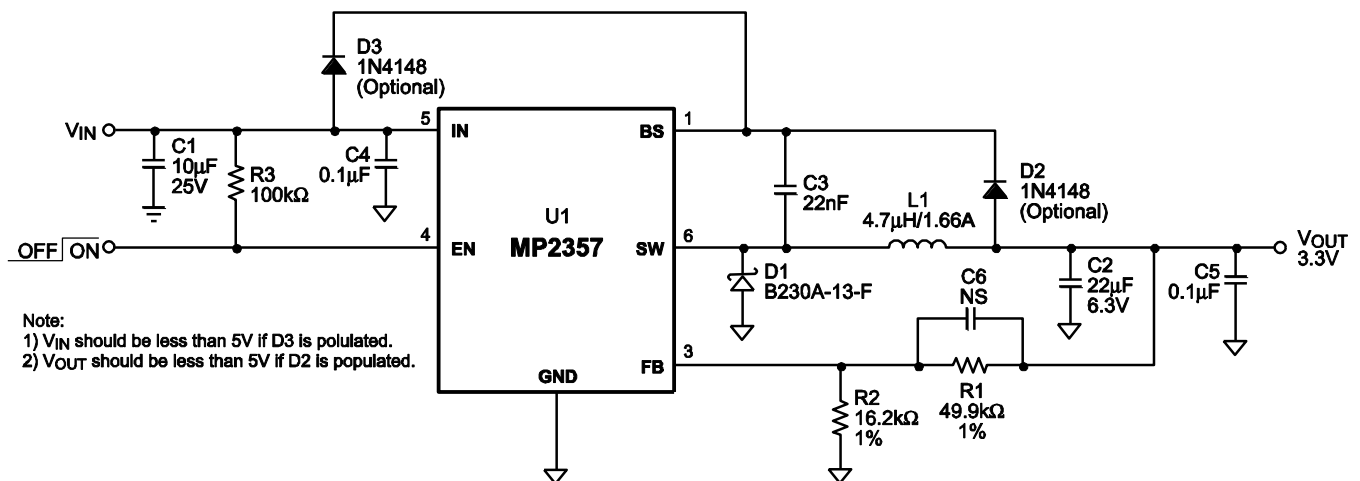 D3
1N4148
(Optional)
VIN
C1
10µF
25V
R3
100kΩ
C4
0.1µF
5
IN
OFF ON
4
EN
U1
MP2357
GND
BS
1
SW
6
FB
3
C3
22nF
D2
1N4148
(Optional)
L1
4.7µH/1.66A
D1
B230A-13-F
C6
NS
C2
22µF
6.3V
C5
0.1µF
VOUT
3.3V
R2
16.2kΩ
1%
R1
49.9kΩ
1%
Note:
1) VIN should be less than 5V if D3 is polulated.
2) VOUT should be less than 5V if D2 is populated.